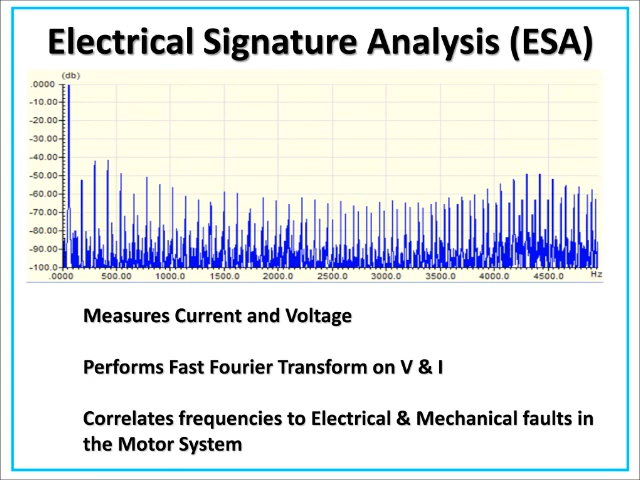 Electrical Signature Analysis (ESA)
(db)
.0000
-10.00
-20.00
-30.00
-40.00
-50.00
-60.00
-70.00
-80.00
-90.00
-100.0
.0000 500.00 1000.0 1500.0 2000.0 2500.0 3000.0 3500.0 4000.0 4500.0 Hz
Measures Current and Voltage
Performs Fast Fourier Transform on V & I
Correlates frequencies to Electrical & Mechanical faults in
the Motor System